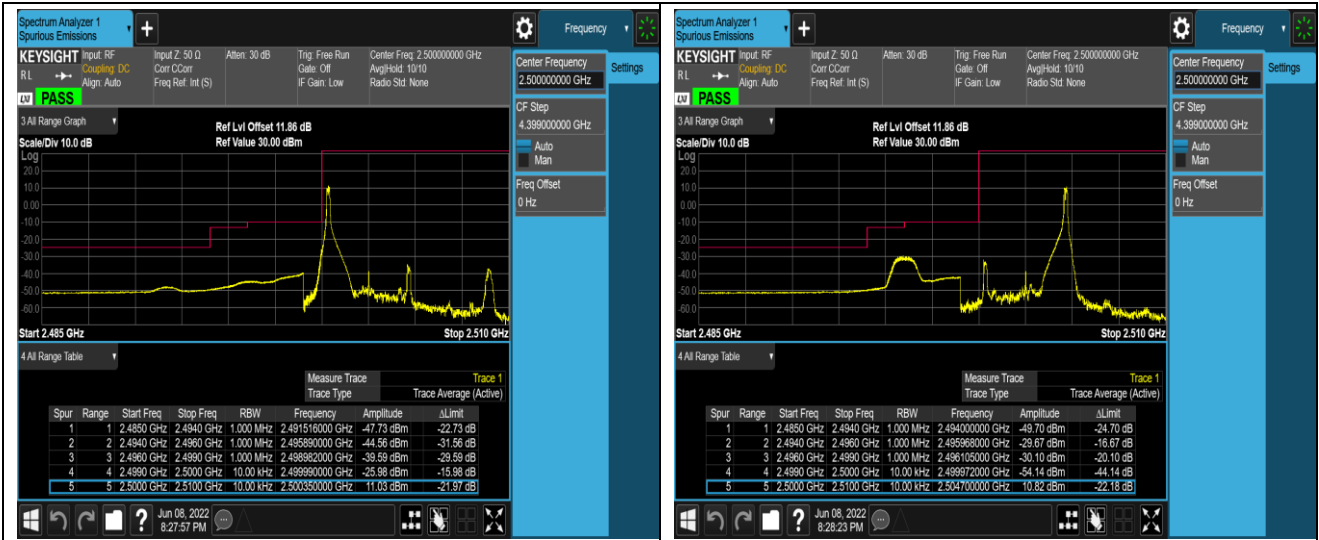 Spectrum Analyzer 1
Spurious Emissions
+
Frequency
KEYSIGHT Input: RF Input Z: 50 Ω Atten: 30 dB Trig: Free Run Center Freq: 2.500000000 GHz
RL Coupling: DC Corr CCorr Gate: Off Avg|Hold: 10/10
Align: Auto Freq Ref: Int (S) IF Gain: Low Radio Std: None
LXI PASS
Center Frequency
2.500000000 GHz
Settings
CF Step
4.399000000 GHz
Auto
Man
Freq Offset
0 Hz
3 All Range Graph
Ref Lvl Offset 11.86 dB
Scale/Div 10.0 dB Ref Value 30.00 dBm
Log
20.0
10.0
0.00
-10.0
-20.0
-30.0
-40.0
-50.0
-60.0
Start 2.485 GHz Stop 2.510 GHz
4 All Range Table
Measure Trace Trace 1
Trace Type Trace Average (Active)
Spur Range Start Freq Stop Freq RBW Frequency Amplitude ΔLimit
1 1 2.4850 GHz 2.4940 GHz 1.000 MHz 2.491516000 GHz -47.73 dBm -22.73 dB
2 2 2.4940 GHz 2.4960 GHz 1.000 MHz 2.495890000 GHz -44.56 dBm -31.56 dB
3 3 2.4960 GHz 2.4990 GHz 1.000 MHz 2.498982000 GHz -39.59 dBm -29.59 dB
4 4 2.4990 GHz 2.5000 GHz 10.00 kHz 2.499990000 GHz -25.98 dBm -15.98 dB
5 5 2.5000 GHz 2.5100 GHz 10.00 kHz 2.500350000 GHz 11.03 dBm -21.97 dB
?
Jun 08, 2022
8:27:57 PM
Spectrum Analyzer 1
Spurious Emissions
+
Frequency
KEYSIGHT Input: RF Input Z: 50 Ω Atten: 30 dB Trig: Free Run Center Freq: 2.500000000 GHz
RL Coupling: DC Corr CCorr Gate: Off Avg|Hold: 10/10
Align: Auto Freq Ref: Int (S) IF Gain: Low Radio Std: None
LXI PASS
Center Frequency
2.500000000 GHz
Settings
CF Step
4.399000000 GHz
Auto
Man
Freq Offset
0 Hz
3 All Range Graph
Ref Lvl Offset 11.86 dB
Scale/Div 10.0 dB Ref Value 30.00 dBm
Log
20.0
10.0
0.00
-10.0
-20.0
-30.0
-40.0
-50.0
-60.0
Start 2.485 GHz Stop 2.510 GHz
4 All Range Table
Measure Trace Trace 1
Trace Type Trace Average (Active)
Spur Range Start Freq Stop Freq RBW Frequency Amplitude ΔLimit
1 1 2.4850 GHz 2.4940 GHz 1.000 MHz 2.494000000 GHz -49.70 dBm -24.70 dB
2 2 2.4940 GHz 2.4960 GHz 1.000 MHz 2.495968000 GHz -29.67 dBm -16.67 dB
3 3 2.4960 GHz 2.4990 GHz 1.000 MHz 2.496105000 GHz -30.10 dBm -20.10 dB
4 4 2.4990 GHz 2.5000 GHz 10.00 kHz 2.499972000 GHz -54.14 dBm -44.14 dB
5 5 2.5000 GHz 2.5100 GHz 10.00 kHz 2.504700000 GHz 10.82 dBm -22.18 dB
?
Jun 08, 2022
8:28:23 PM